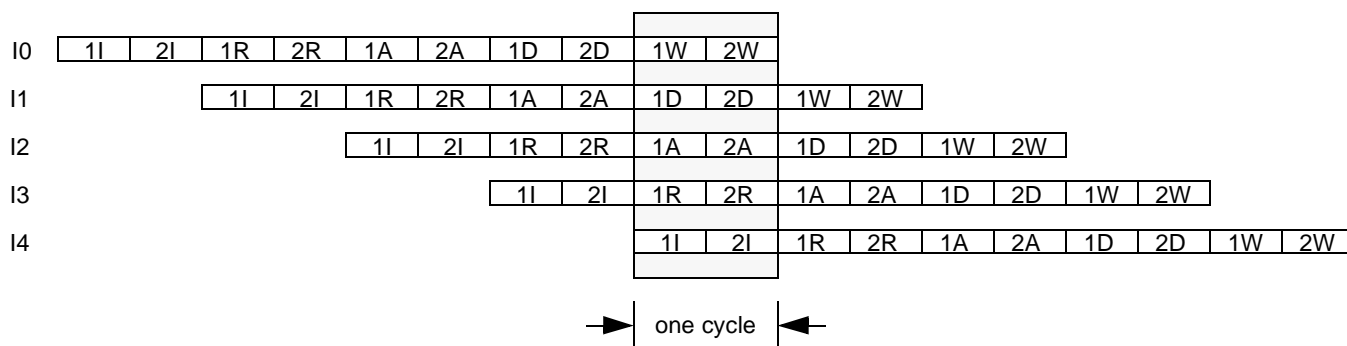 I0 1I 2I 1R 2R 1A 2A 1D 2D 1W 2W
I1 1I 2I 1R 2R 1A 2A 1D 2D 1W 2W
I2 1I 2I 1R 2R 1A 2A 1D 2D 1W 2W
I3 1I 2I 1R 2R 1A 2A 1D 2D 1W 2W
I4 1I 2I 1R 2R 1A 2A 1D 2D 1W 2W
one cycle